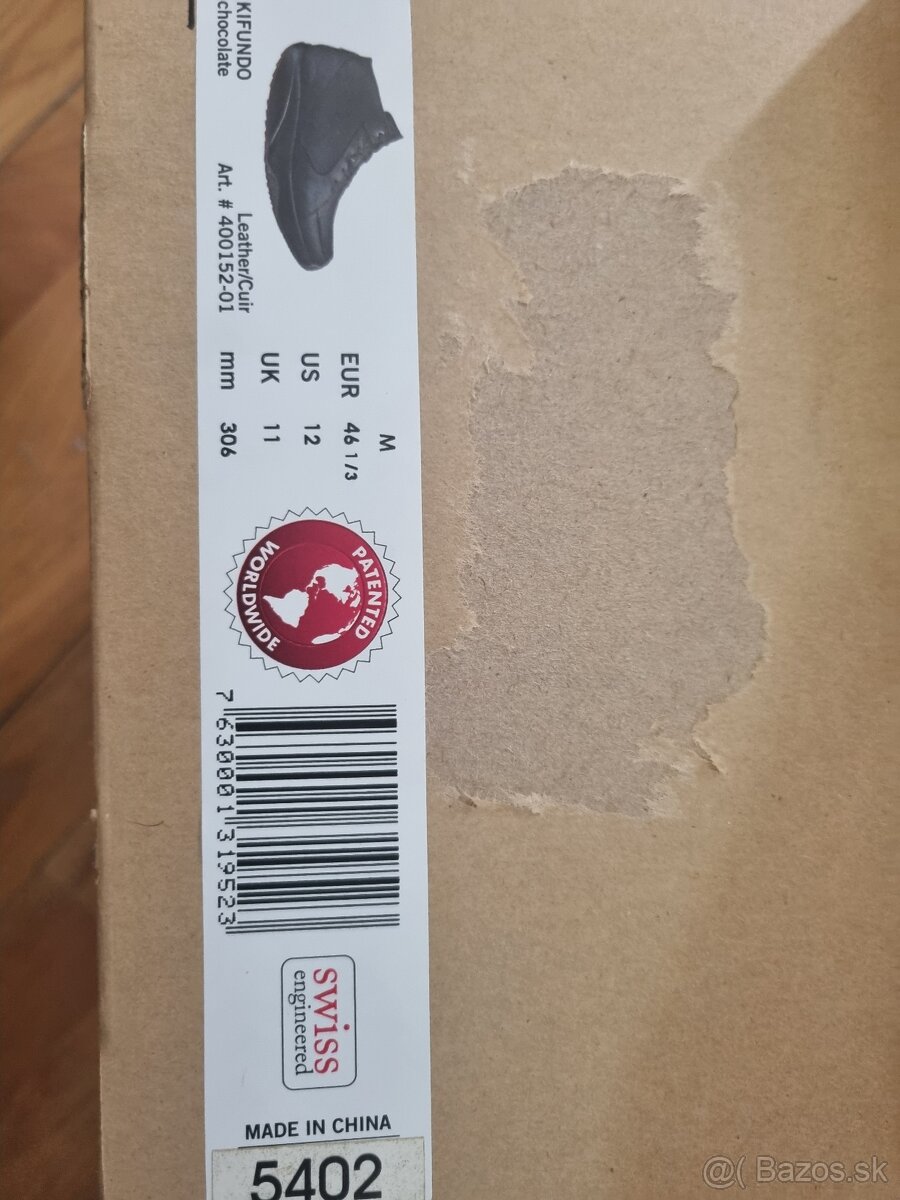 KIFUNDO
chocolate
Leather/Cuir
Art. # 400152-01
M
EUR 46 1/3
US 12
UK 11
mm 306
PATENTED
WORLDWIDE
7 630001 319523
swiss
engineered
MADE IN CHINA
5402
@( Bazos.sk